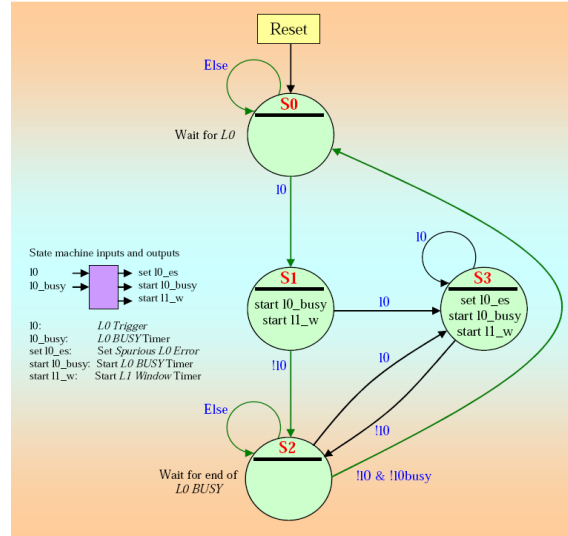 Reset
Else
S0
Wait for L0
l0
State machine inputs and outputs
l0
l0_busy
set l0_es
start l0_busy
start l1_w
S1
start l0_busy
start l1_w
l0
l0
S3
set l0_es
start l0_busy
start l1_w
l0: L0 Trigger
l0_busy: L0 BUSY Timer
set l0_es: Set Spurious L0 Error
start l0_busy: Start L0 BUSY Timer
start l1_w: Start L1 Window Timer
!l0
l0
Else
!l0
S2
Wait for end of
L0 BUSY
!l0 & !l0busy